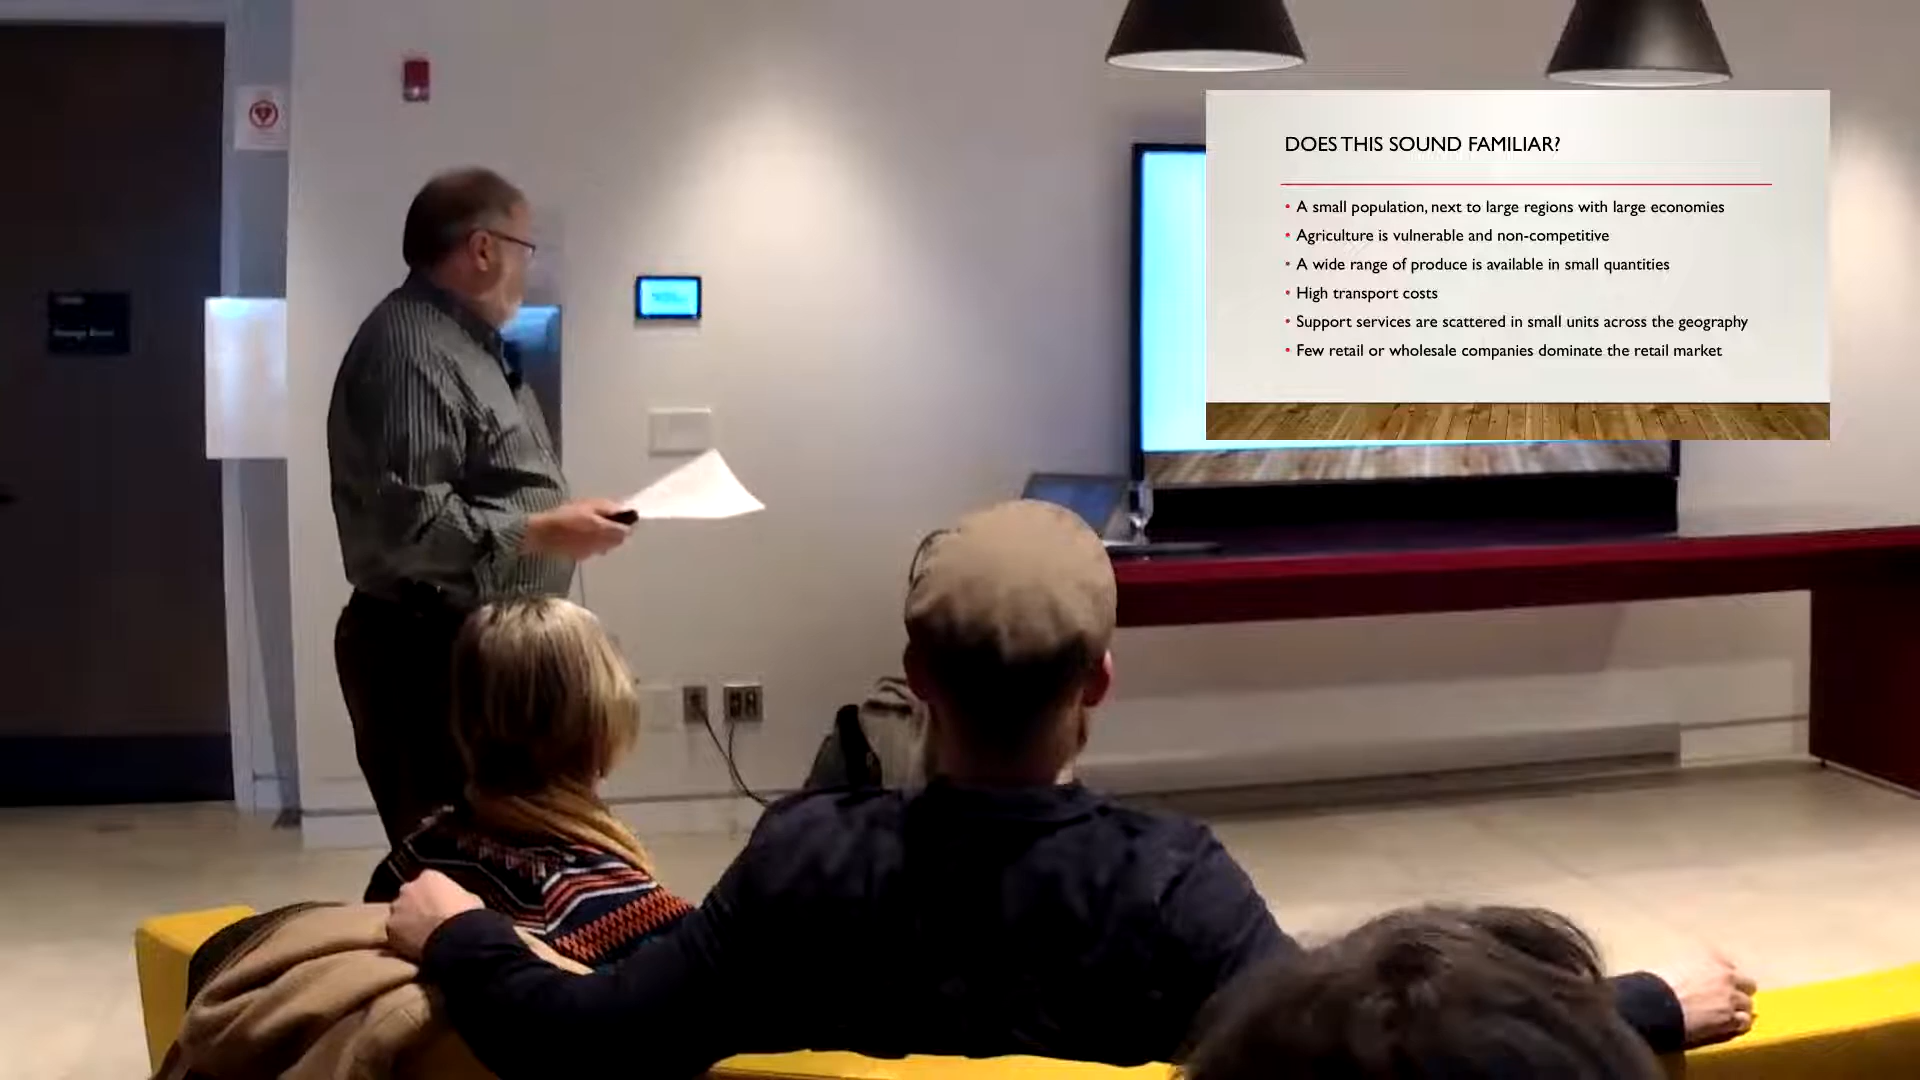 DOES THIS SOUND FAMILIAR?
• A small population, next to large regions with large economies
• Agriculture is vulnerable and non-competitive
• A wide range of produce is available in small quantities
• High transport costs
• Support services are scattered in small units across the geography
• Few retail or wholesale companies dominate the retail market